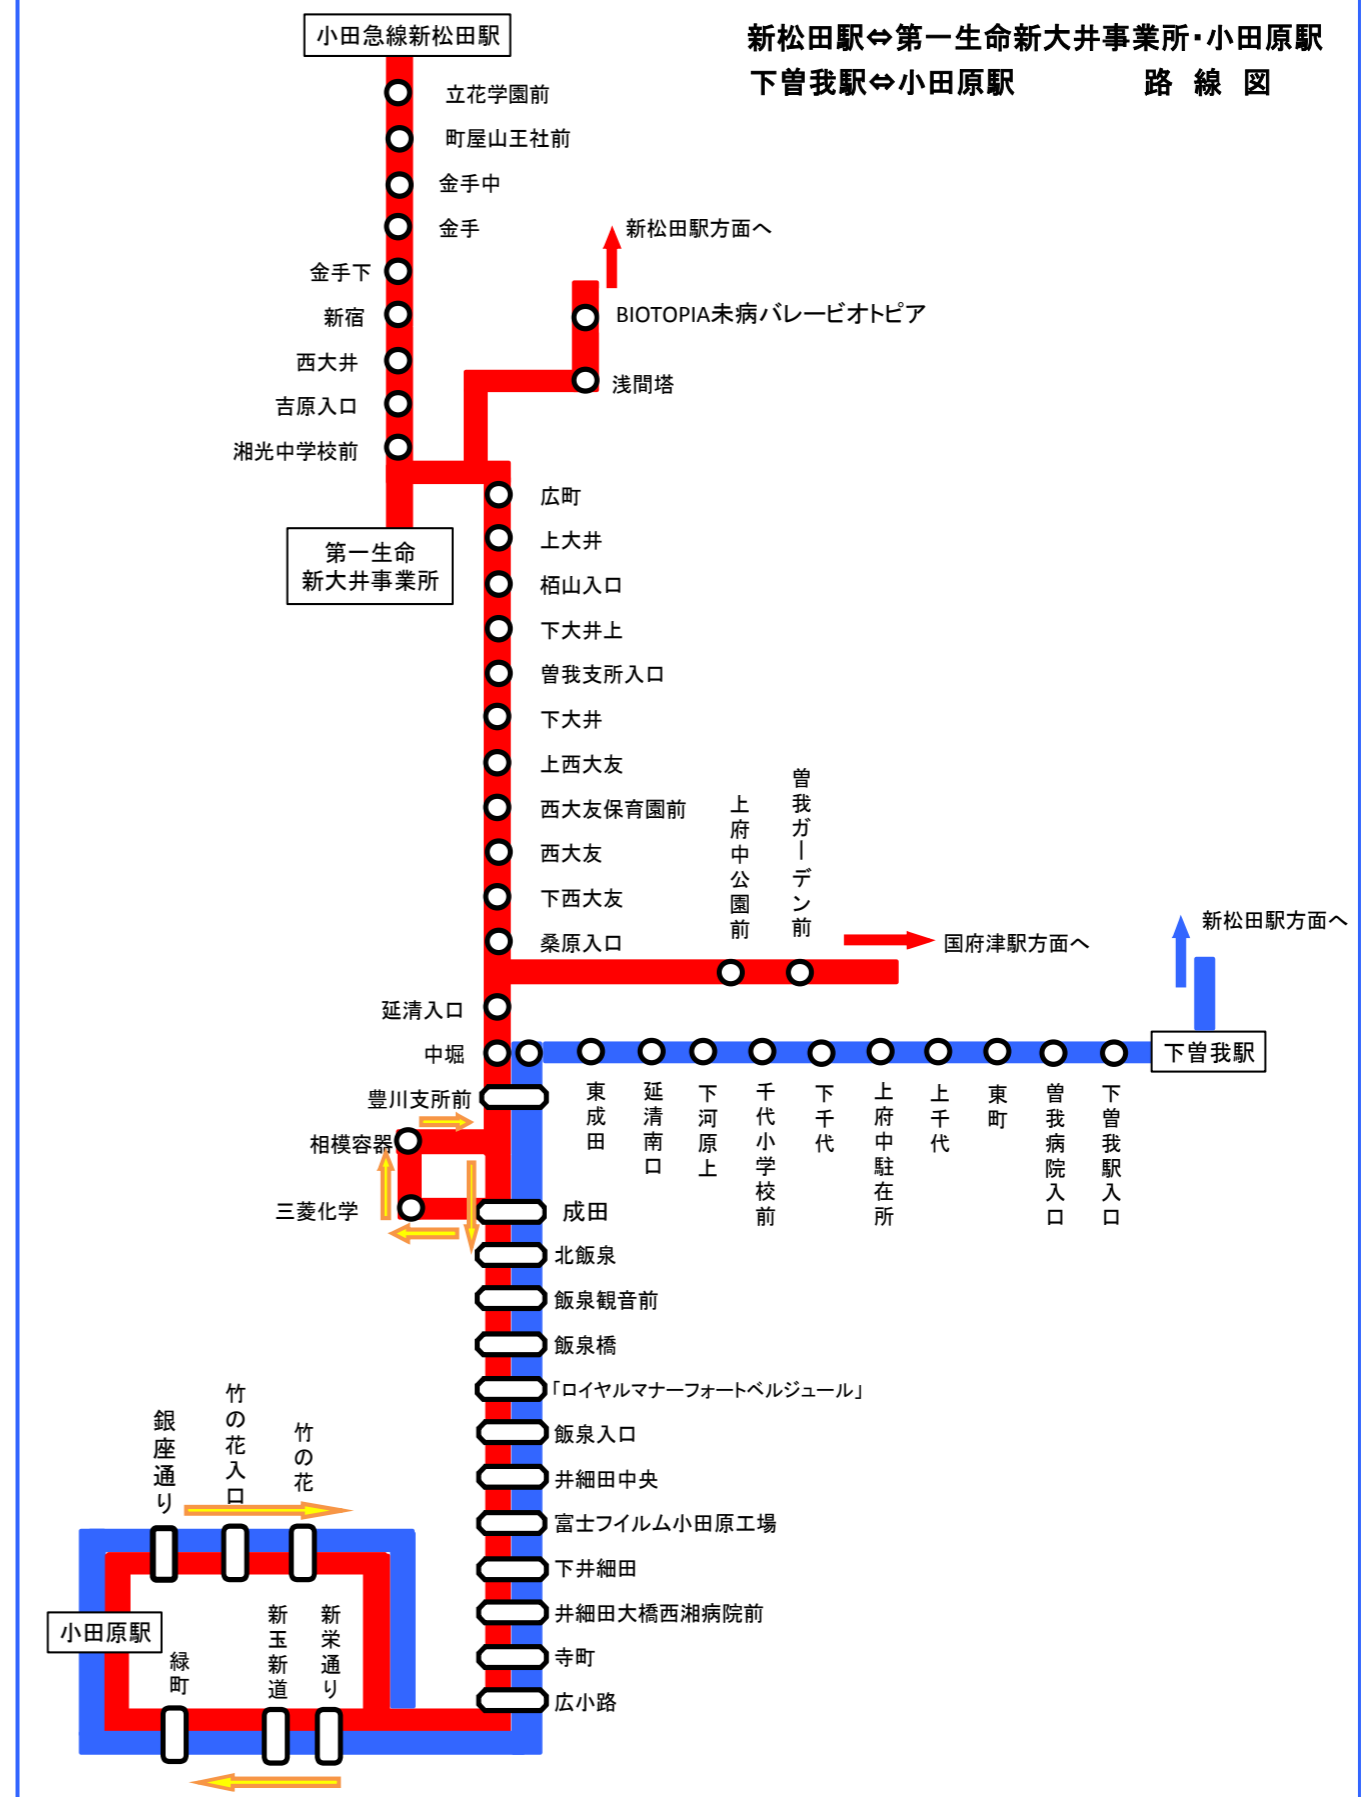 新松田駅⇔第一生命新大井事業所・小田原駅
下曽我駅⇔小田原駅 路線図
小田急線新松田駅
立花学園前
町屋山王社前
金手中
金手
金手下
新宿
西大井
吉原入口
湘光中学校前
新松田駅方面へ
BIOTOPIA未病バレービオトピア
浅間塔
第一生命
新大井事業所
広町
上大井
栢山入口
下大井上
曽我支所入口
下大井
上西大友
西大友保育園前
西大友
下西大友
桑原入口
上府中公園前
曽我ガーデン前
国府津駅方面へ
新松田駅方面へ
延清入口
中堀
下曽我駅
豊川支所前
東成田
延清南口
下河原上
千代小学校前
下千代
上府中駐在所
上千代
東町
曽我病院入口
下曽我駅入口
相模容器
三菱化学
成田
北飯泉
飯泉観音前
飯泉橋
「ロイヤルマナーフォートベルジュール」
飯泉入口
井細田中央
富士フイルム小田原工場
下井細田
井細田大橋西湘病院前
寺町
広小路
銀座通り
竹の花入口
竹の花
小田原駅
緑町
新玉新道
新栄通り